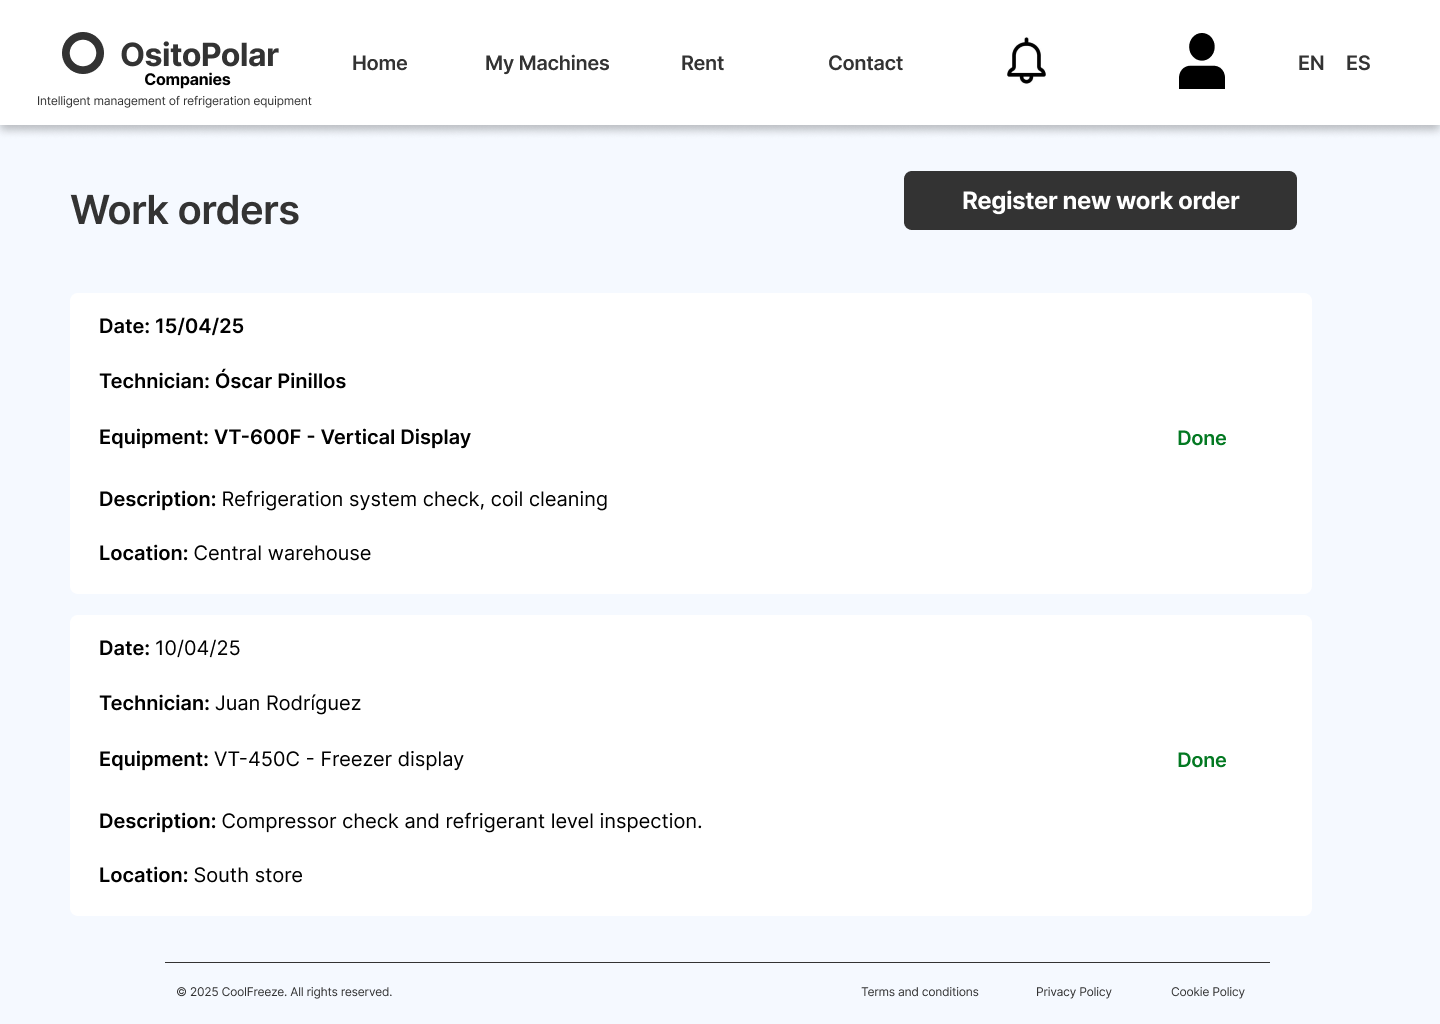 OsitoPolar
Companies
Intelligent management of refrigeration equipment
Home
My Machines
Rent
Contact
EN
ES
Work orders
Register new work order
Date: 15/04/25
Technician: Óscar Pinillos
Equipment: VT-600F - Vertical Display
Done
Description: Refrigeration system check, coil cleaning
Location: Central warehouse
Date: 10/04/25
Technician: Juan Rodríguez
Equipment: VT-450C - Freezer display
Done
Description: Compressor check and refrigerant level inspection.
Location: South store
© 2025 CoolFreeze. All rights reserved.
Terms and conditions
Privacy Policy
Cookie Policy